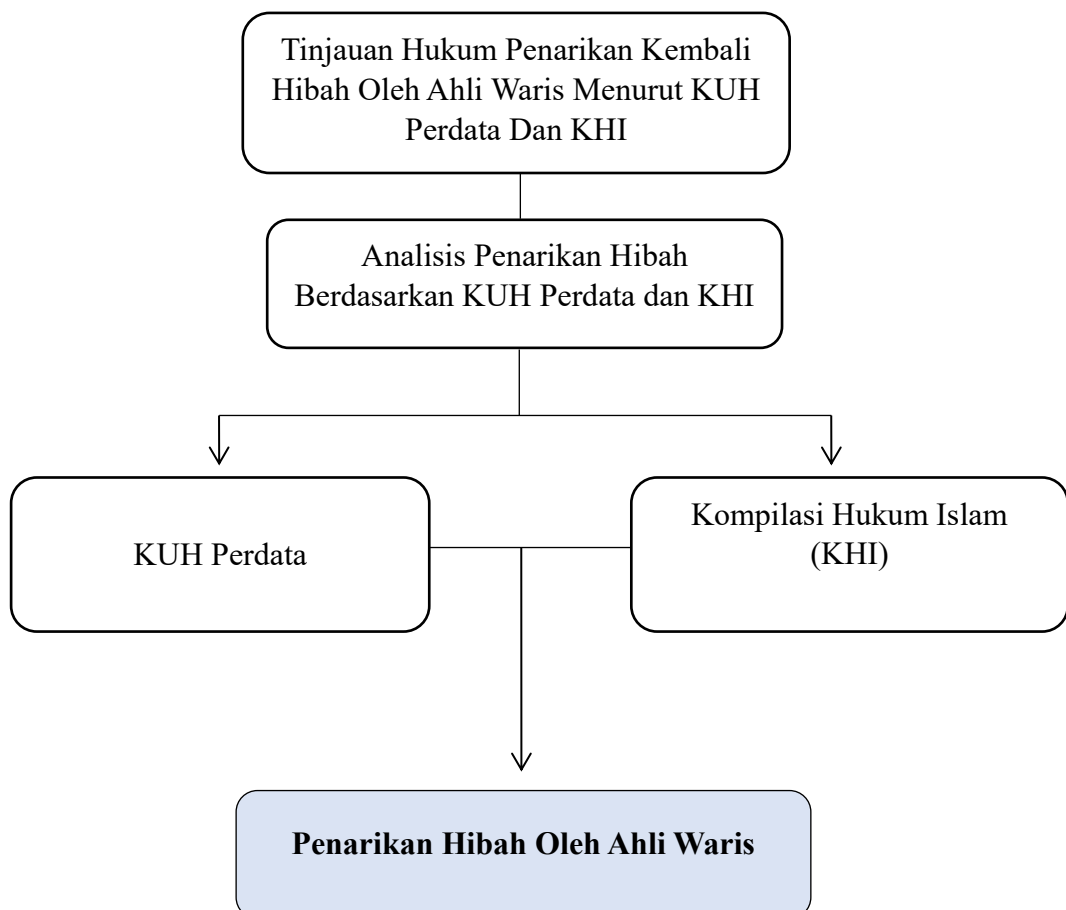 Tinjauan Hukum Penarikan Kembali
Hibah Oleh Ahli Waris Menurut KUH
Perdata Dan KHI
Analisis Penarikan Hibah
Berdasarkan KUH Perdata dan KHI
KUH Perdata
Kompilasi Hukum Islam
(KHI)
Penarikan Hibah Oleh Ahli Waris